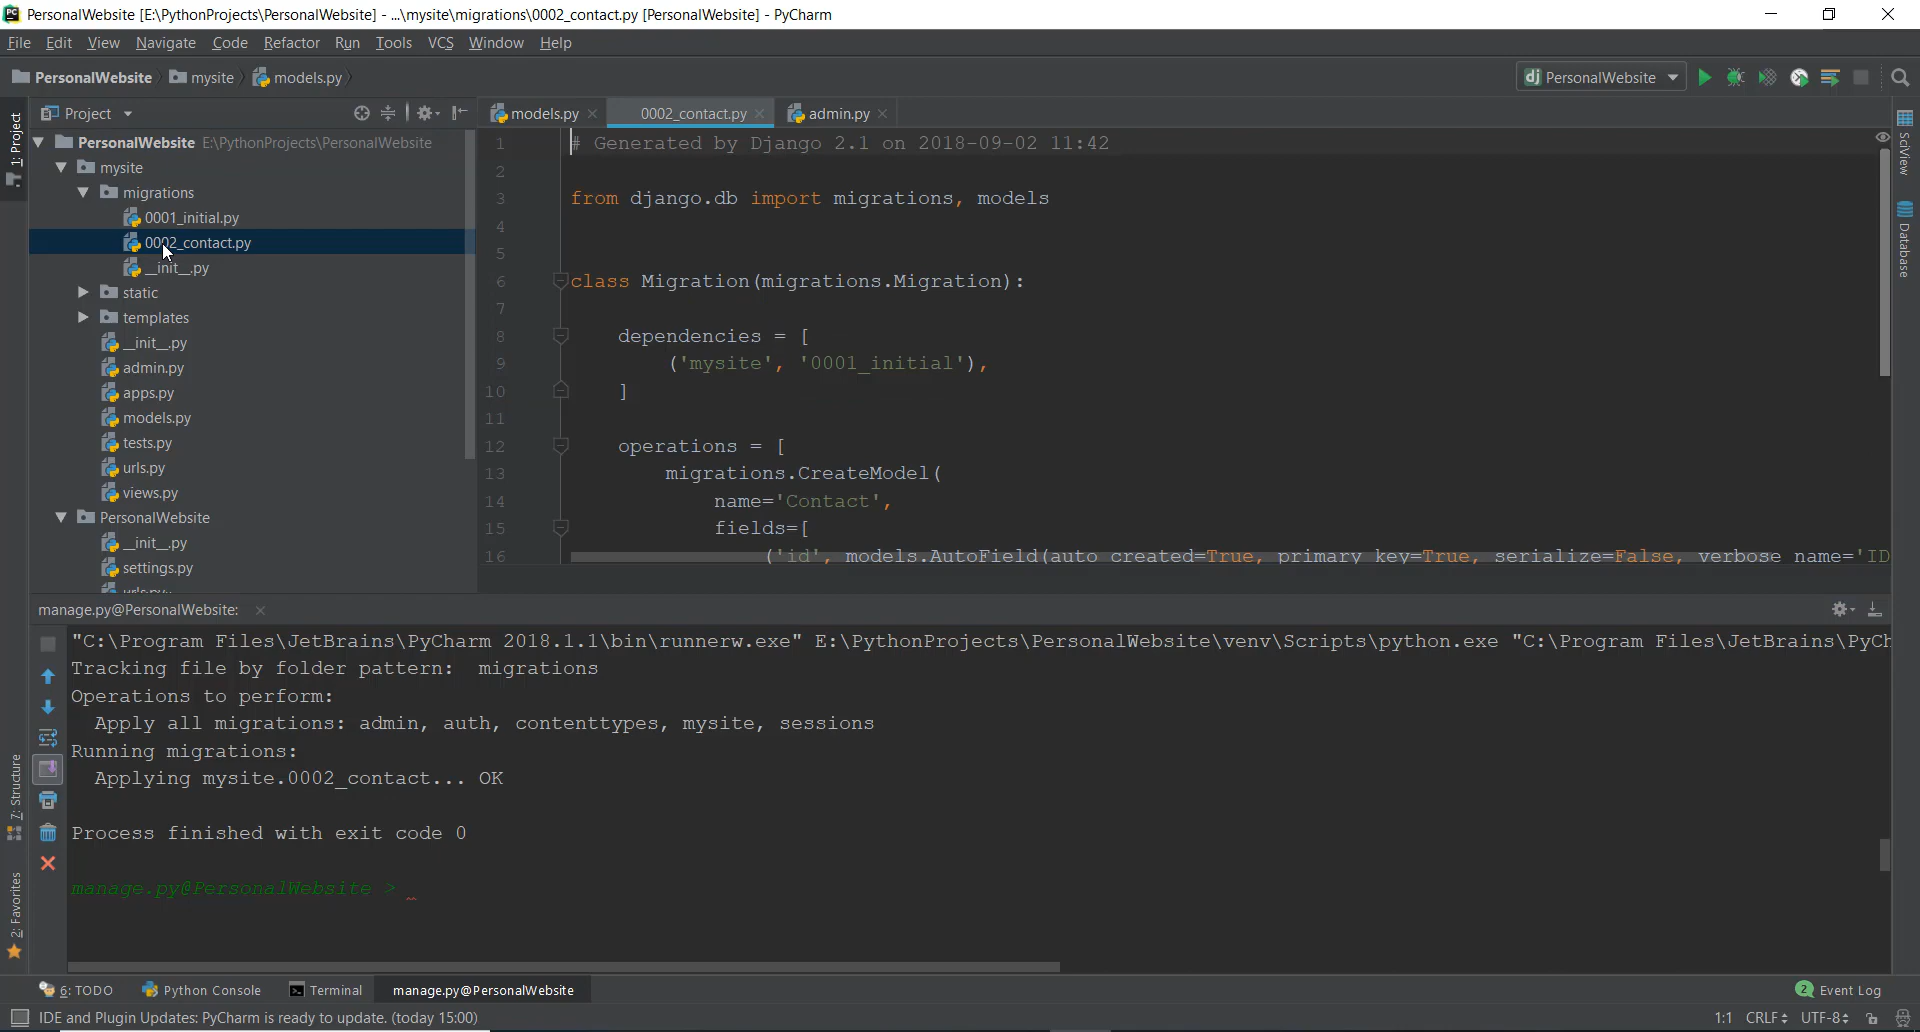 PersonalWebsite [E:\PythonProjects\PersonalWebsite] - ...\mysite\migrations\0002_contact.py [PersonalWebsite] - PyCharm
File Edit View Navigate Code Refactor Run Tools VCS Window Help
PersonalWebsite mysite models.py
PersonalWebsite
Project
models.py
0002_contact.py
admin.py
1: Project
PersonalWebsite E:\PythonProjects\PersonalWebsite
mysite
migrations
0001_initial.py
0002_contact.py
__init__.py
static
templates
__init__.py
admin.py
apps.py
models.py
tests.py
urls.py
views.py
PersonalWebsite
__init__.py
settings.py
1 # Generated by Django 2.1 on 2018-09-02 11:42
2
3 from django.db import migrations, models
4
5
6 class Migration(migrations.Migration):
7
8 dependencies = [
9 ('mysite', '0001_initial'),
10 ]
11
12 operations = [
13 migrations.CreateModel(
14 name='Contact',
15 fields=[
16 ('id', models.AutoField(auto_created=True, primary_key=True, serialize=False, verbose_name='ID
SciView
Database
manage.py@PersonalWebsite:
"C:\Program Files\JetBrains\PyCharm 2018.1.1\bin\runnerw.exe" E:\PythonProjects\PersonalWebsite\venv\Scripts\python.exe "C:\Program Files\JetBrains\PyCh
Tracking file by folder pattern:  migrations
Operations to perform:
Apply all migrations: admin, auth, contenttypes, mysite, sessions
Running migrations:
Applying mysite.0002_contact... OK
Process finished with exit code 0
manage.py@PersonalWebsite >
7: Structure
2: Favorites
6: TODO
Python Console
Terminal
manage.py@PersonalWebsite
2 Event Log
IDE and Plugin Updates: PyCharm is ready to update. (today 15:00)
1:1 CRLF UTF-8